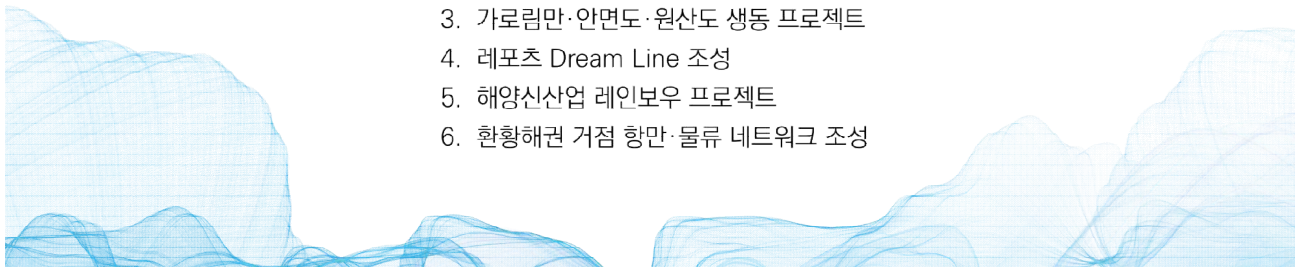 3. 가로림만·안면도·원산도 생동 프로젝트
4. 레포츠 Dream Line 조성
5. 해양신산업 레인보우 프로젝트
6. 환황해권 거점 항만·물류 네트워크 조성